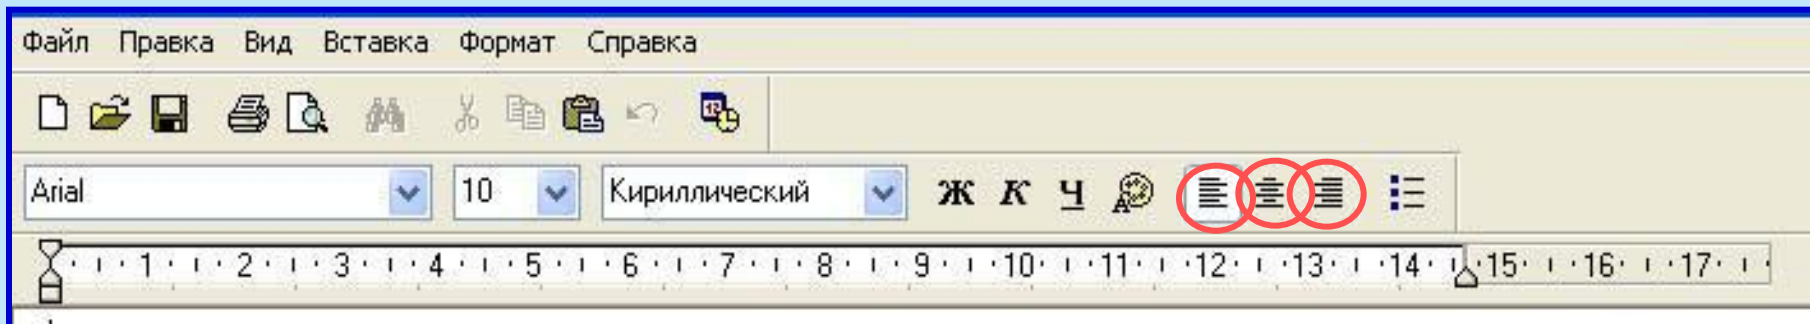 Файл Правка Вид Вставка Формат Справка
12
Arial 10 Кириллический Ж К Ч А
1 2 3 4 5 6 7 8 9 10 11 12 13 14 15 16 17